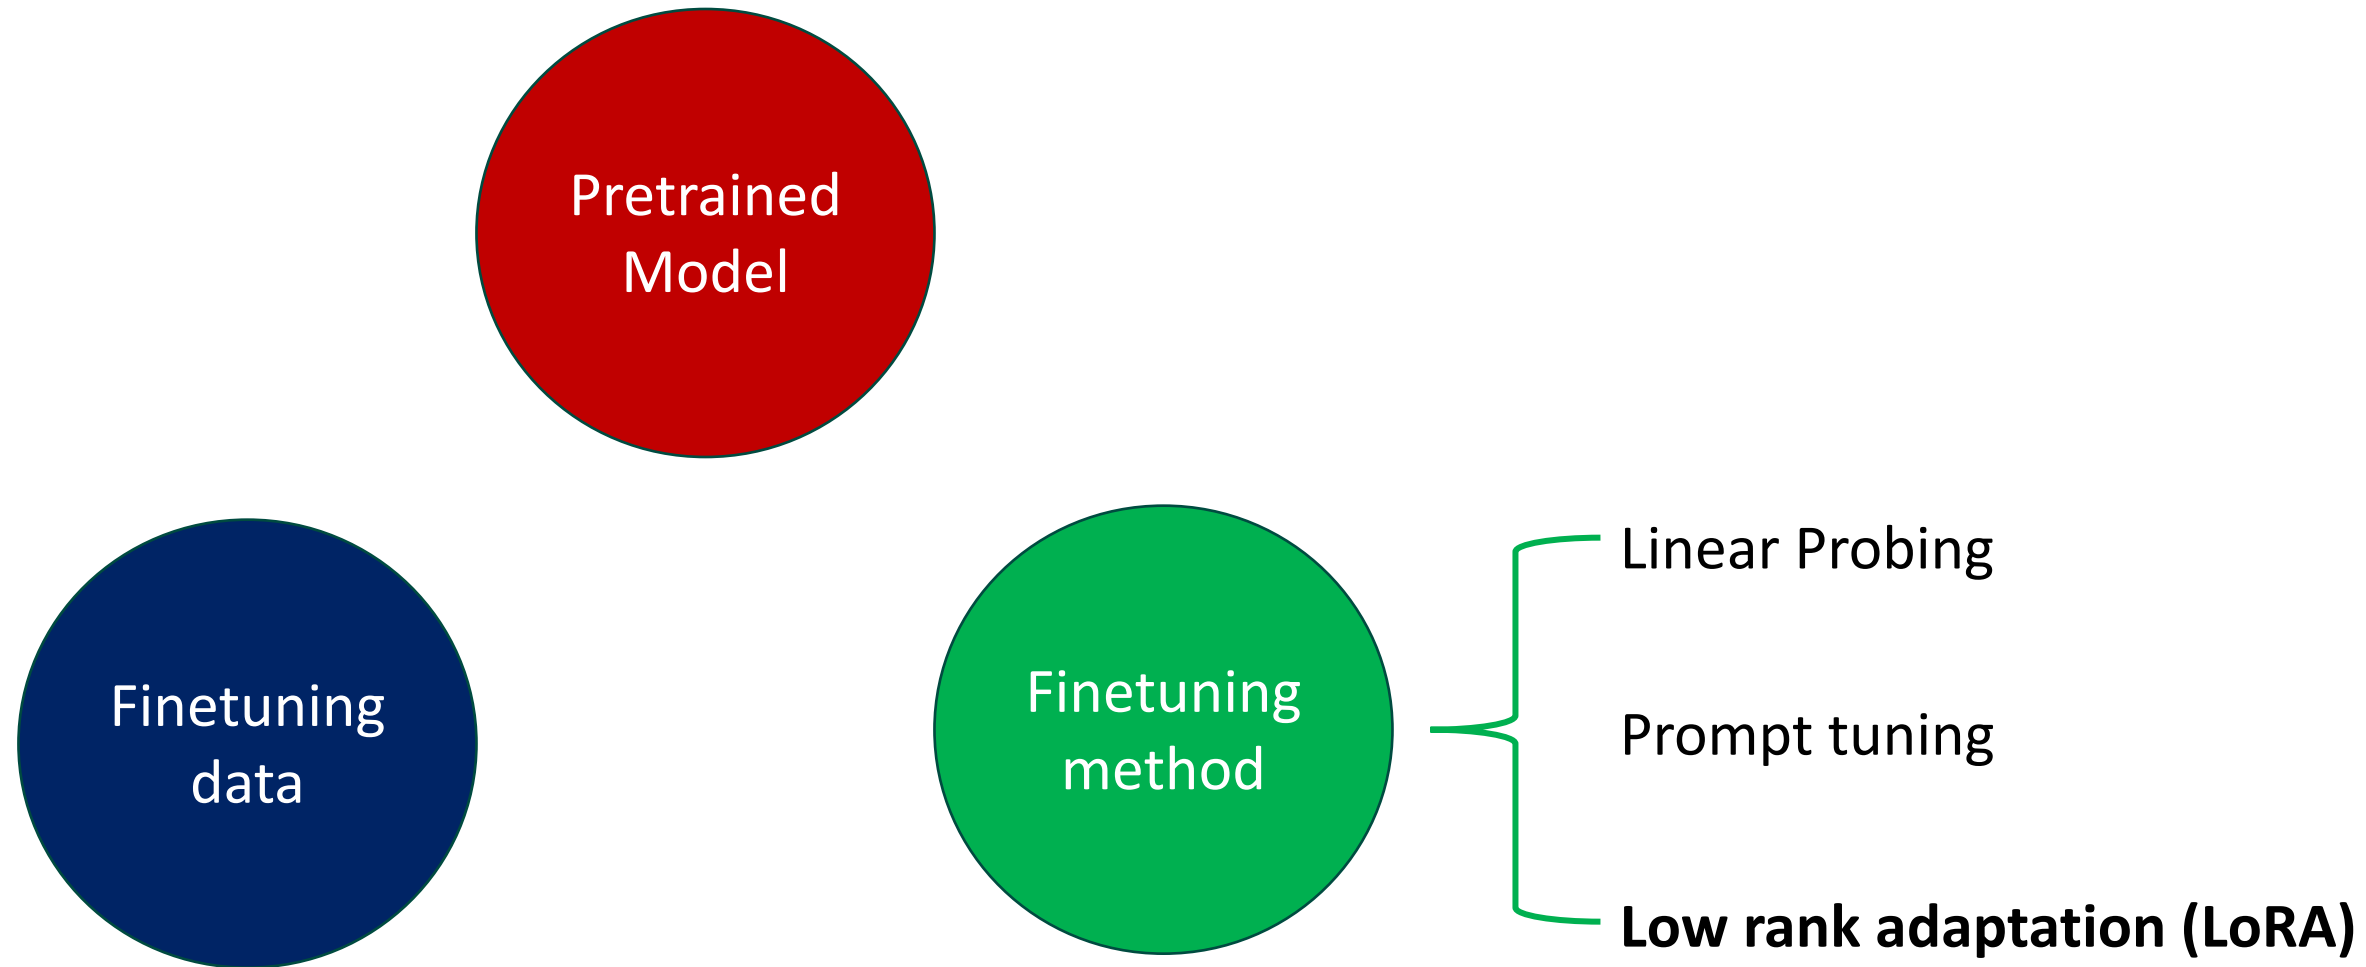 Pretrained
Model
Finetuning
data
Finetuning
method
Linear Probing
Prompt tuning
Low rank adaptation (LoRA)